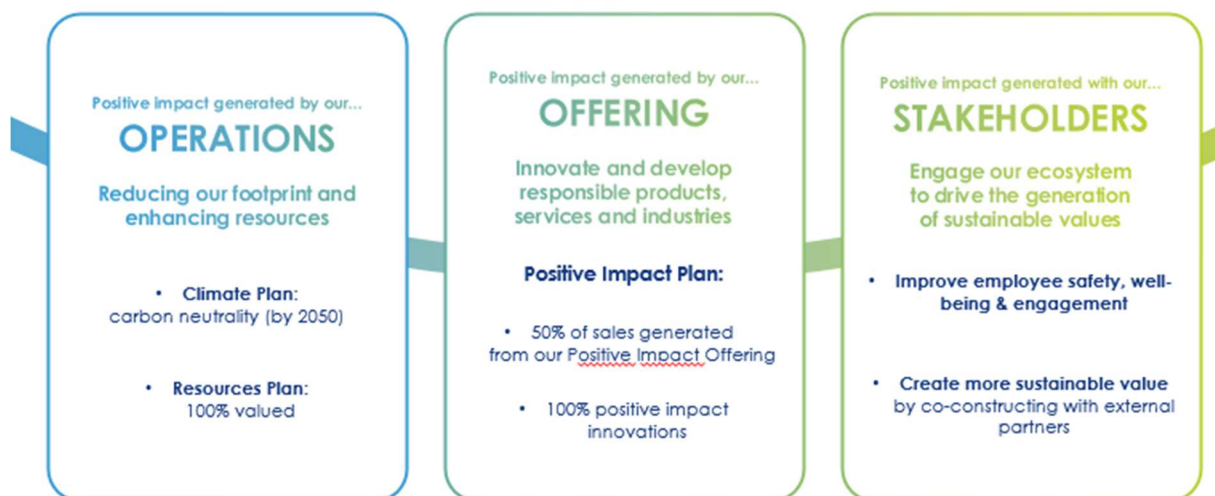 Positive impact generated by our...
OPERATIONS
Reducing our footprint and
enhancing resources
• Climate Plan:
carbon neutrality (by 2050)
• Resources Plan:
100% valued
Positive impact generated by our...
OFFERING
Innovate and develop
responsible products,
services and industries
Positive Impact Plan:
• 50% of sales generated
from our Positive Impact Offering
• 100% positive impact
innovations
Positive impact generated with our...
STAKEHOLDERS
Engage our ecosystem
to drive the generation
of sustainable values
• Improve employee safety, well-
being & engagement
• Create more sustainable value
by co-constructing with external
partners